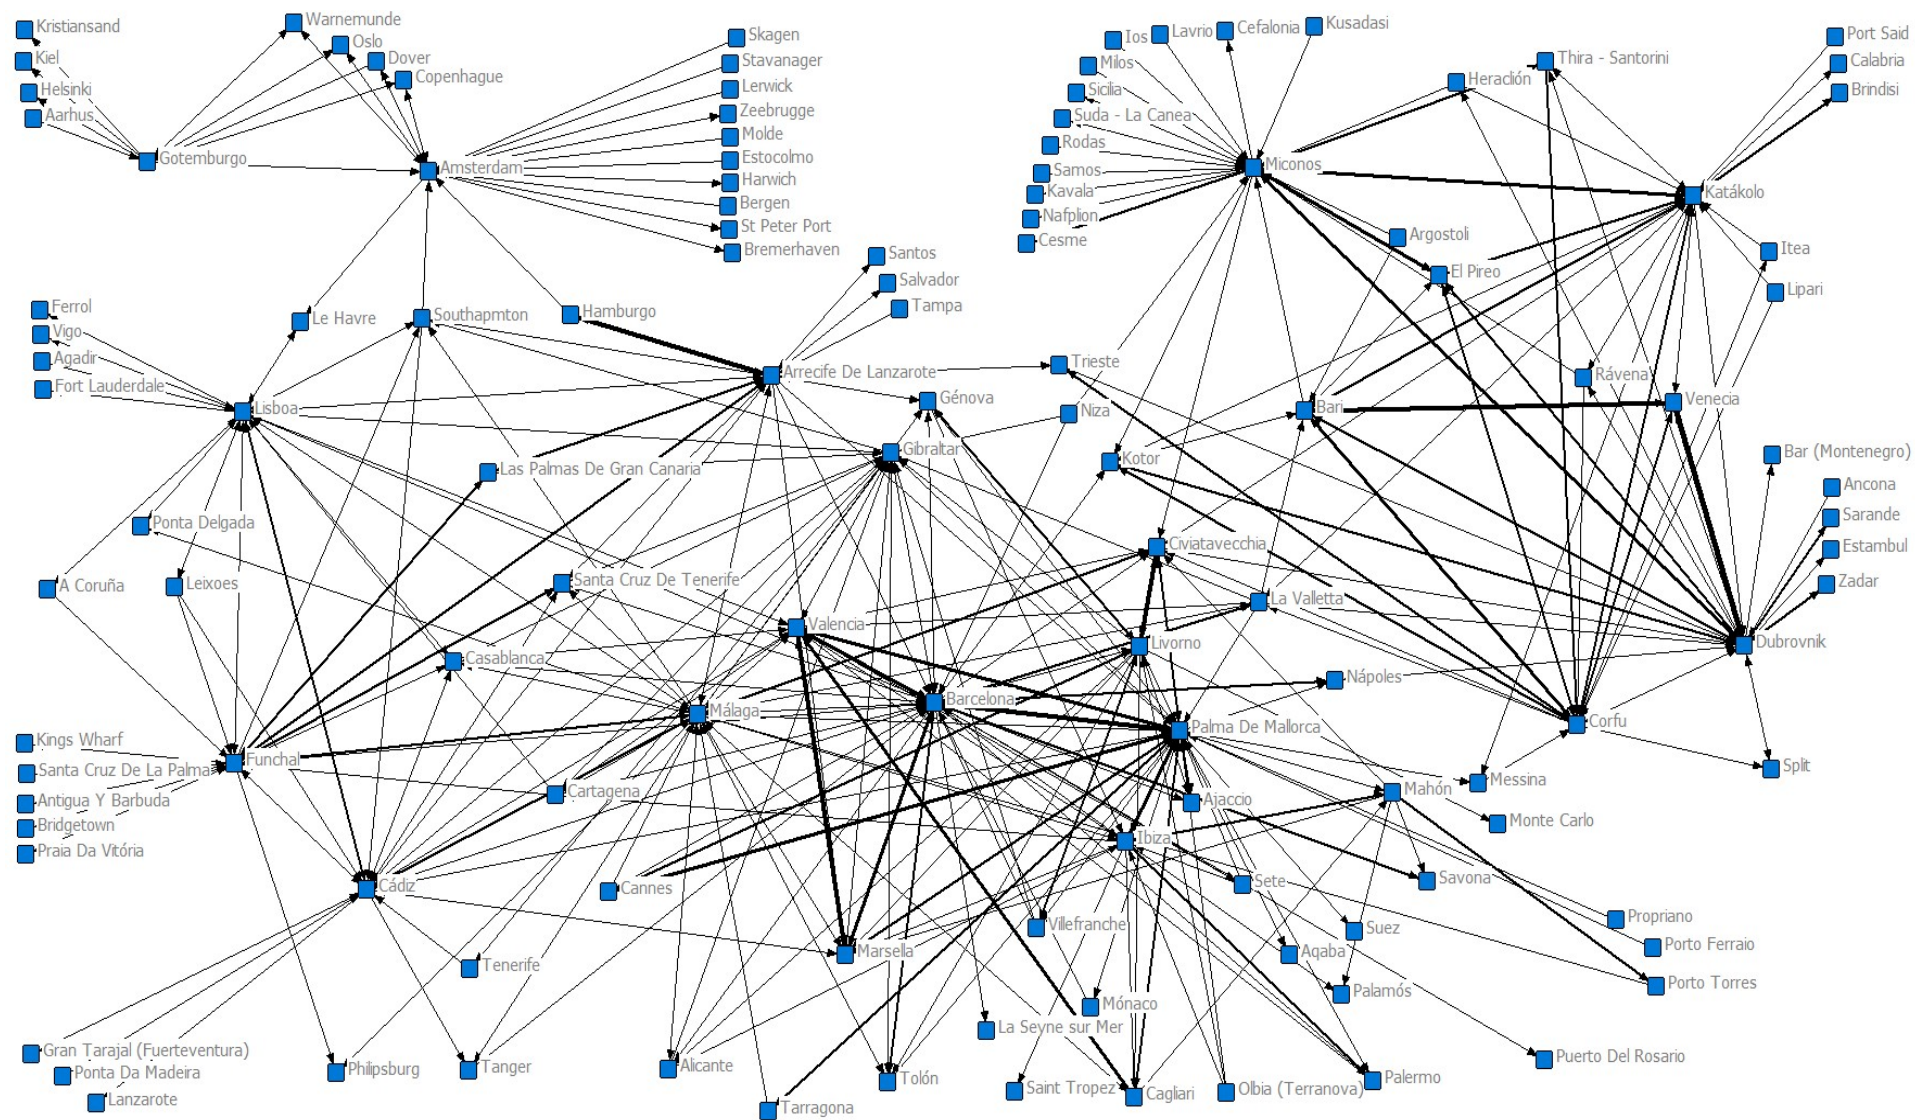 Kristiansand
Warnemunde
Oslo
Dover
Copenhague
Kiel
Helsinki
Aarhus
Gotemburgo
Amsterdam
Skagen
Stavanager
Lerwick
Zeebrugge
Molde
Estocolmo
Harwich
Bergen
St Peter Port
Bremerhaven
Ios
Lavrio
Cefalonia
Kusadasi
Milos
Sicilia
Suda - La Canea
Rodas
Samos
Kavala
Nafplion
Cesme
Miconos
Thira - Santorini
Heraclión
Port Said
Calabria
Brindisi
Katákolo
Argostoli
El Pireo
Itea
Lipari
Santos
Salvador
Tampa
Ferrol
Vigo
Agadir
Fort Lauderdale
Le Havre
Southapmton
Hamburgo
Lisboa
Arrecife De Lanzarote
Génova
Trieste
Niza
Gibraltar
Kotor
Bari
Rávena
Venecia
Bar (Montenegro)
Ancona
Sarande
Estambul
Zadar
Las Palmas De Gran Canaria
Ponta Delgada
A Coruña
Leixoes
Santa Cruz De Tenerife
Civiatavecchia
La Valletta
Valencia
Livorno
Dubrovnik
Casablanca
Nápoles
Málaga
Barcelona
Palma De Mallorca
Corfu
Split
Kings Wharf
Funchal
Santa Cruz De La Palma
Antigua Y Barbuda
Bridgetown
Praia Da Vitória
Cartagena
Ajaccio
Mahón
Messina
Monte Carlo
Ibiza
Cádiz
Cannes
Sete
Savona
Villefranche
Propriano
Suez
Porto Ferraio
Marsella
Aqaba
Tenerife
Porto Torres
Palamós
Mónaco
La Seyne sur Mer
Gran Tarajal (Fuerteventura)
Ponta Da Madeira
Lanzarote
Philipsburg
Tanger
Alicante
Tolón
Tarragona
Saint Tropez
Cagliari
Olbia (Terranova)
Palermo
Puerto Del Rosario